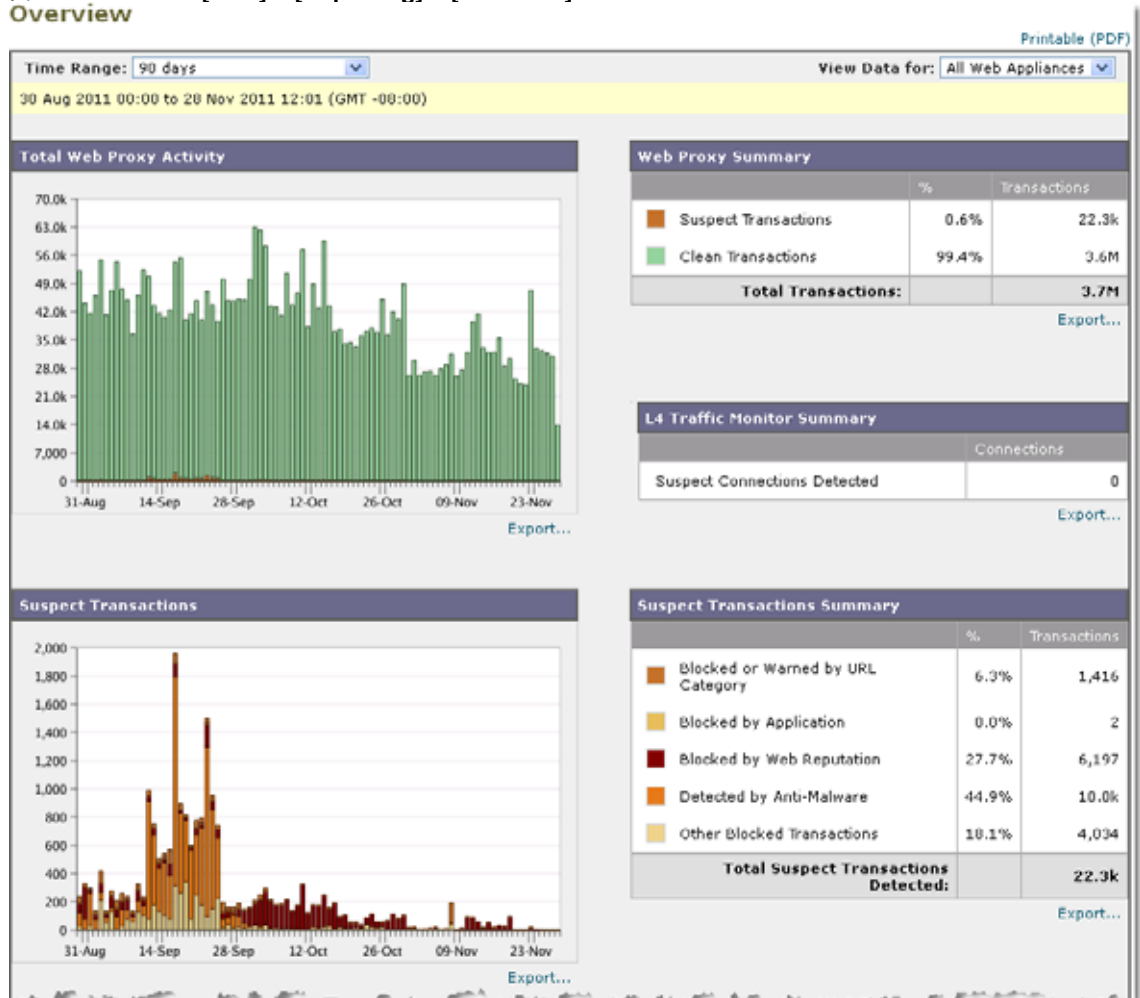 Overview
Printable (PDF)
Time Range: 90 days
View Data for: All Web Appliances
30 Aug 2011 00:00 to 28 Nov 2011 12:01 (GMT -08:00)
Total Web Proxy Activity
70.0k
63.0k
56.0k
49.0k
42.0k
35.0k
28.0k
21.0k
14.0k
7,000
0
31-Aug 14-Sep 28-Sep 12-Oct 26-Oct 09-Nov 23-Nov
Export...
Web Proxy Summary
% Transactions
Suspect Transactions 0.6% 22.3k
Clean Transactions 99.4% 3.6M
Total Transactions: 3.7M
Export...
L4 Traffic Monitor Summary
Connections
Suspect Connections Detected 0
Export...
Suspect Transactions
2,000
1,800
1,600
1,400
1,200
1,000
800
600
400
200
0
31-Aug 14-Sep 28-Sep 12-Oct 26-Oct 09-Nov 23-Nov
Export...
Suspect Transactions Summary
% Transactions
Blocked or Warned by URL
Category 6.3% 1,416
Blocked by Application 0.0% 2
Blocked by Web Reputation 27.7% 6,197
Detected by Anti-Malware 44.9% 10.0k
Other Blocked Transactions 18.1% 4,034
Total Suspect Transactions
Detected: 22.3k
Export...